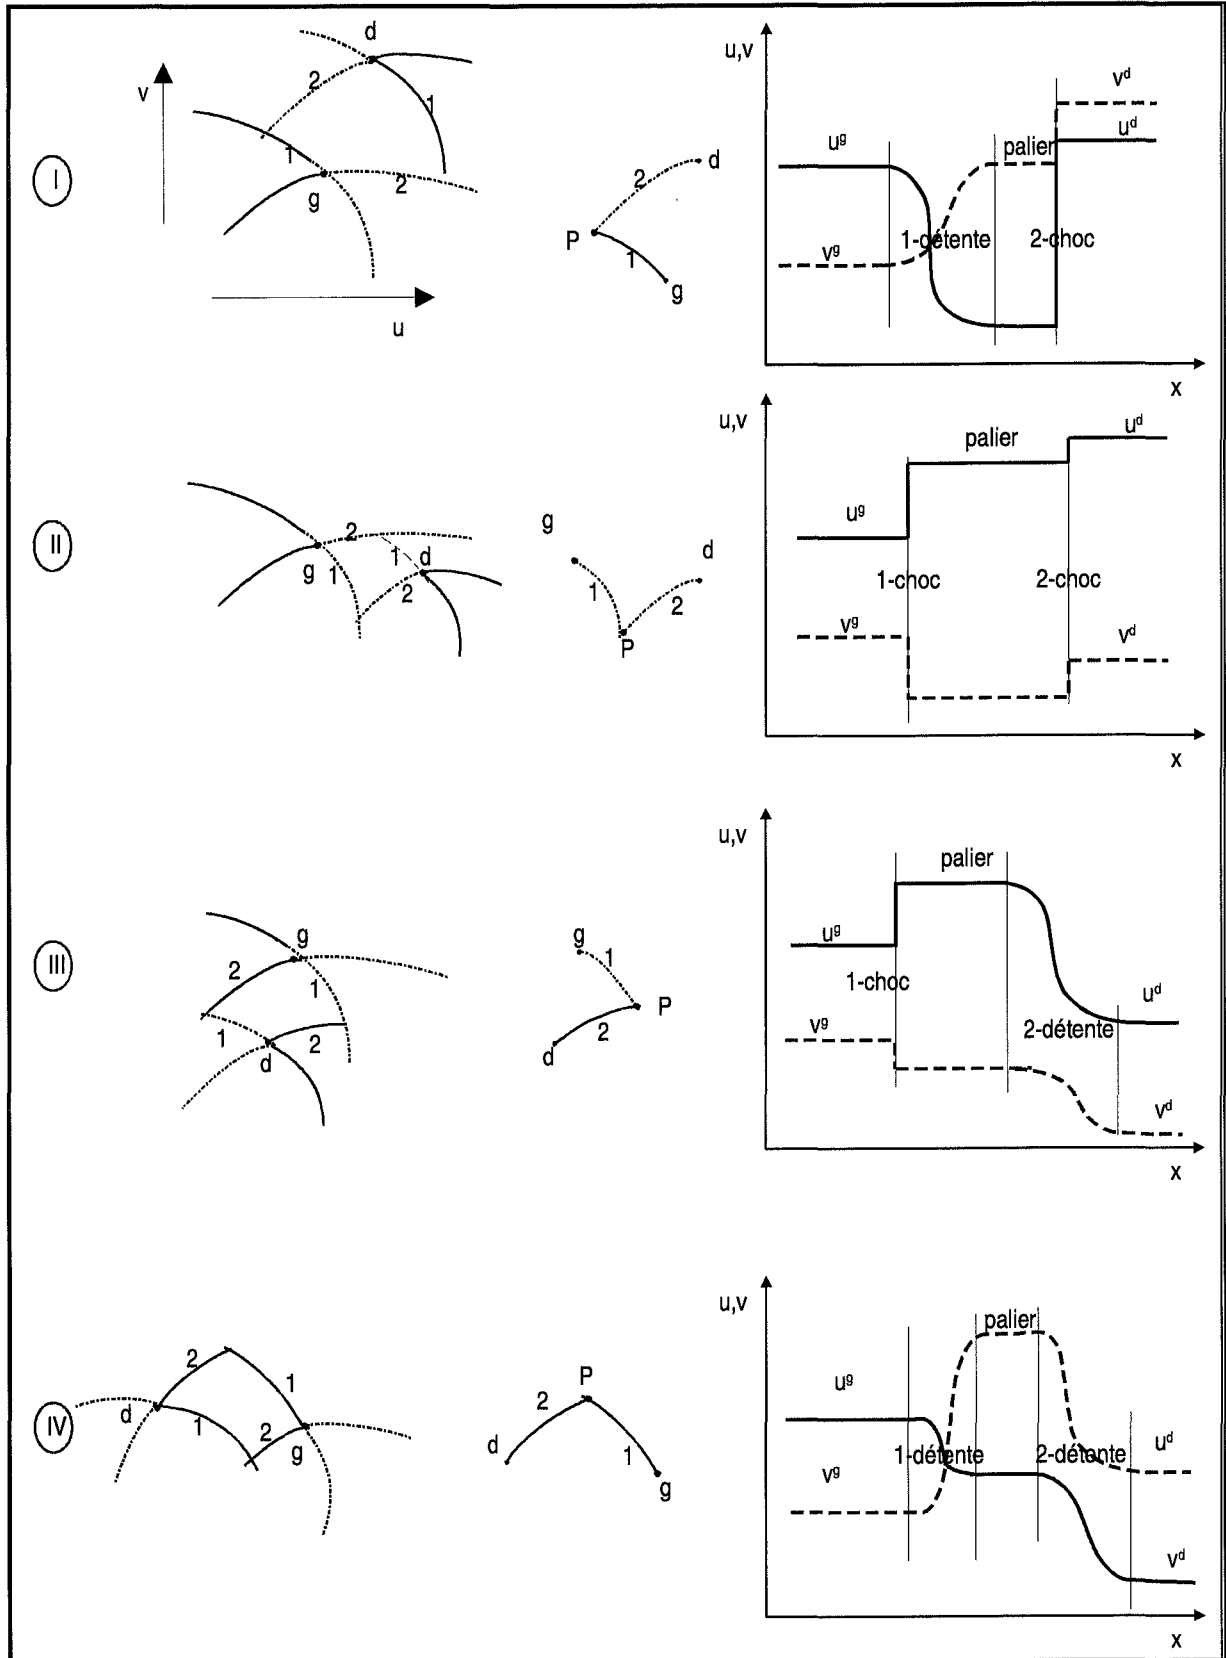 d
u,v
v
2
1
vᵈ
uᵈ
uᵍ
palier
I
1
2
g
2
d
P
1
g
vᵍ
1-détente
2-choc
u
x
u,v
palier
uᵈ
II
2
1
d
g
1
2
g
d
1
2
P
uᵍ
1-choc
2-choc
vᵍ
vᵈ
x
u,v
palier
III
g
2
1
1
2
d
g
1
P
2
d
uᵍ
1-choc
uᵈ
vᵍ
2-détente
vᵈ
x
u,v
palier
IV
2
1
d
1
2
g
P
2
1
d
g
uᵍ
1-détente
2-détente
uᵈ
vᵍ
vᵈ
x